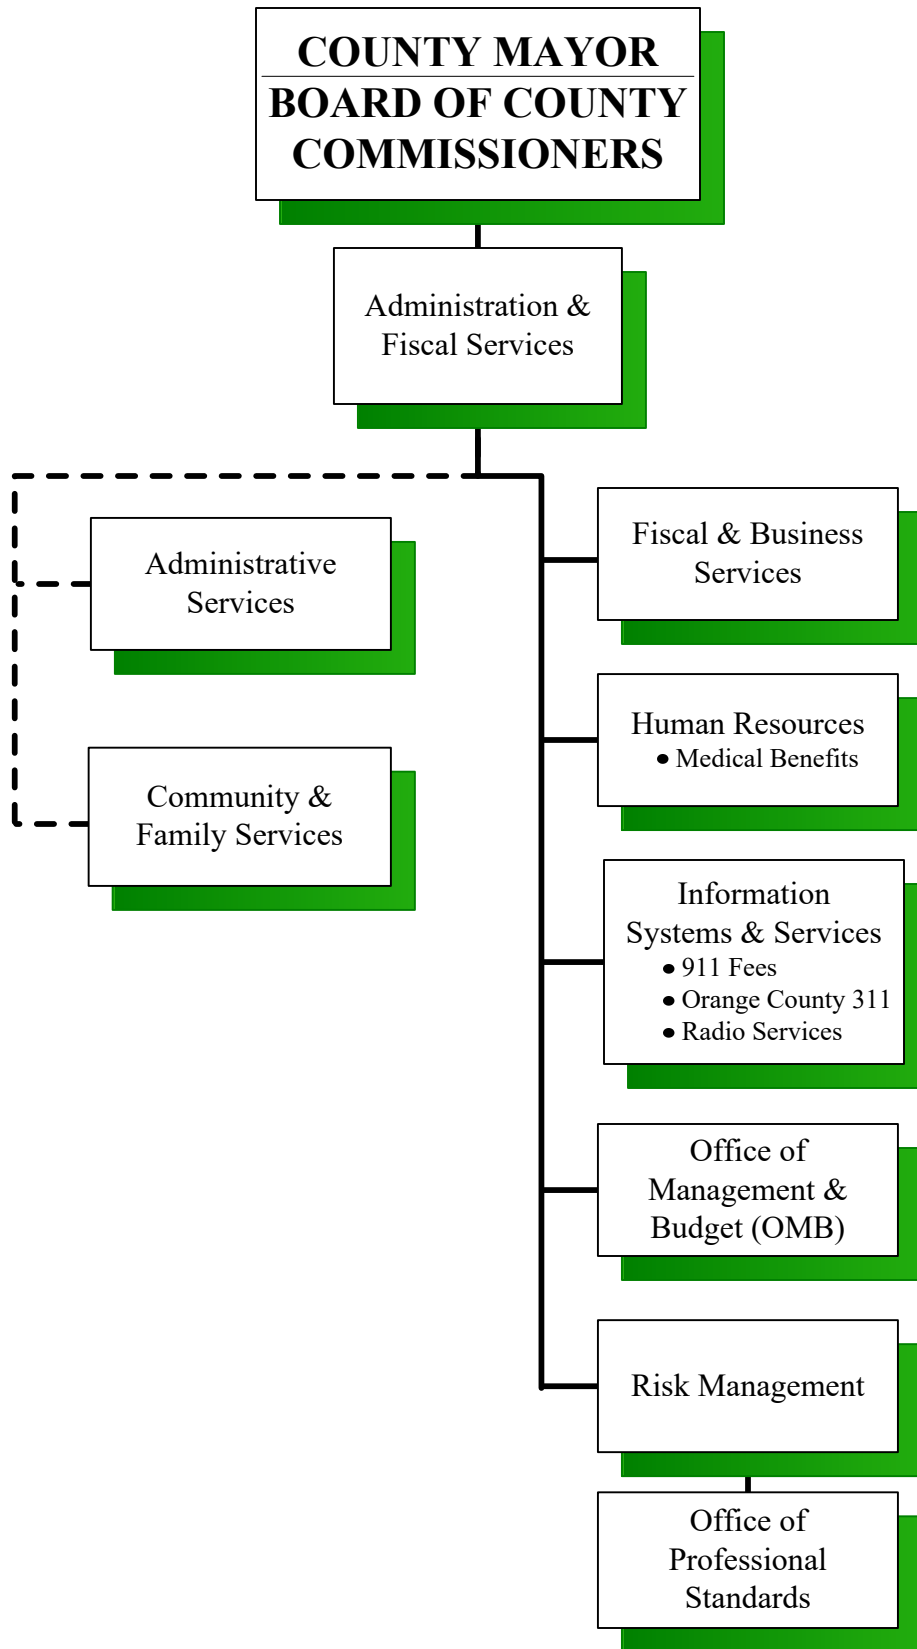 COUNTY MAYOR
BOARD OF COUNTY
COMMISSIONERS
Administration &
Fiscal Services
Administrative
Services
Community &
Family Services
Fiscal & Business
Services
Human Resources
• Medical Benefits
Information
Systems & Services
• 911 Fees
• Orange County 311
• Radio Services
Office of
Management &
Budget (OMB)
Risk Management
Office of
Professional
Standards